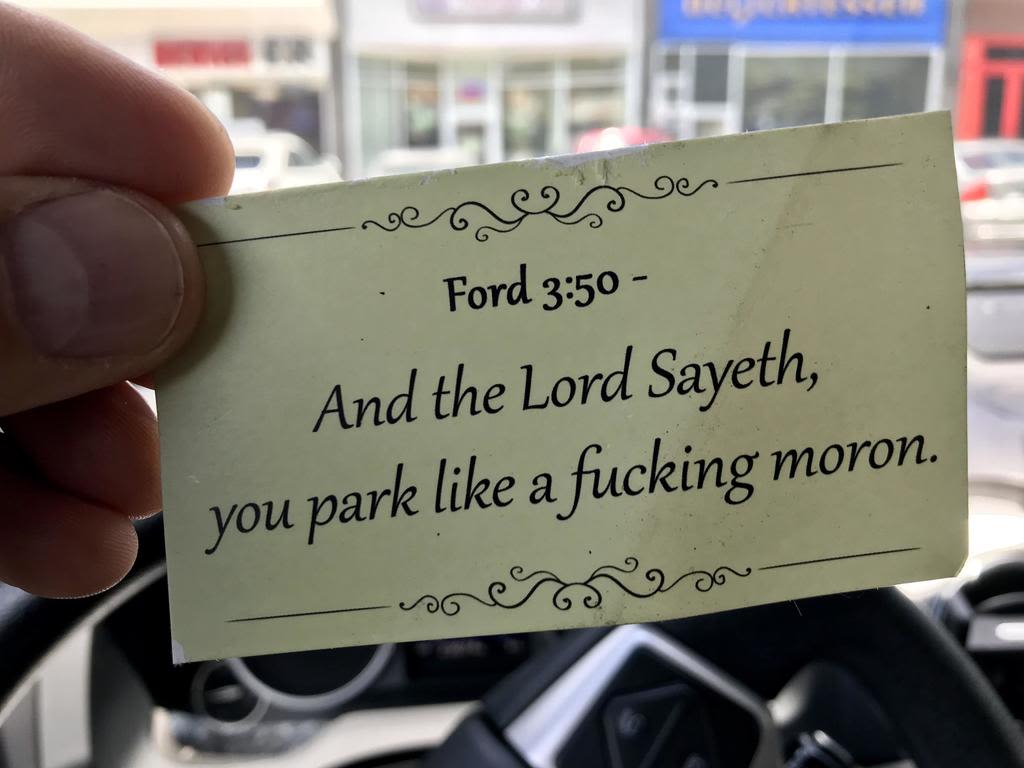 Ford 3:50 -
And the Lord Sayeth,
you park like a fucking moron.